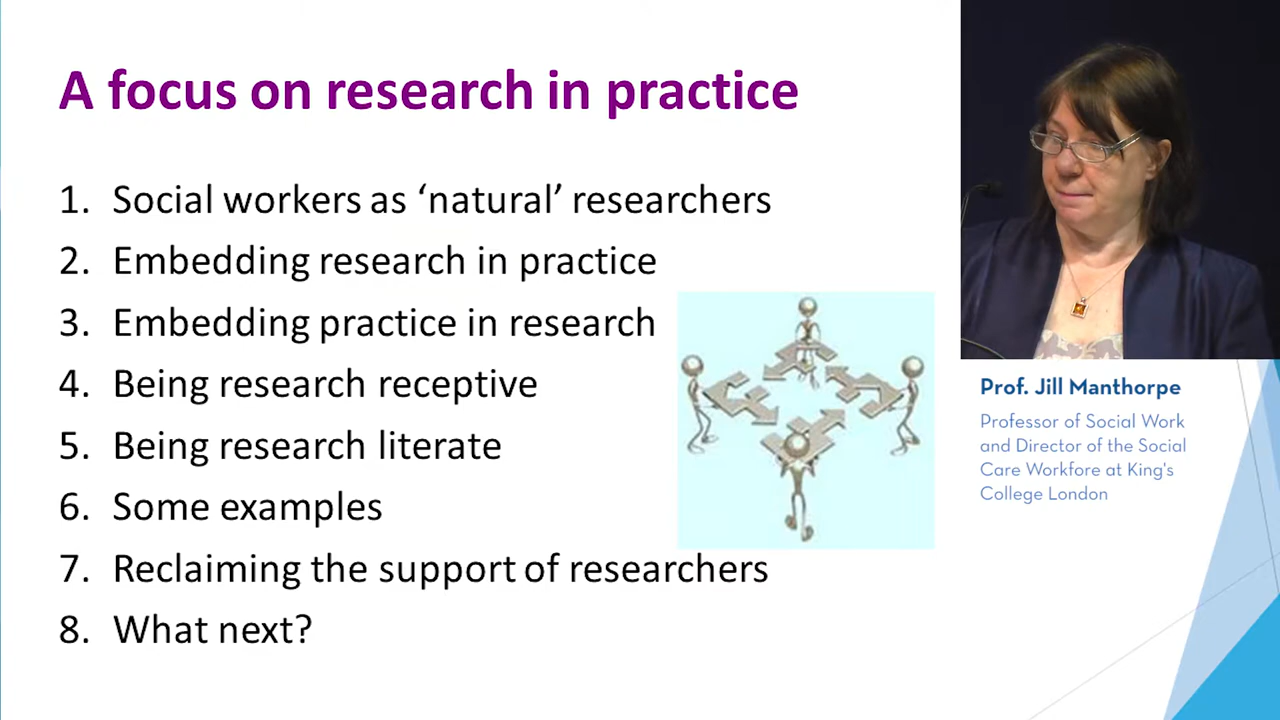 A focus on research in practice
1. Social workers as ‘natural’ researchers
2. Embedding research in practice
3. Embedding practice in research
4. Being research receptive
5. Being research literate
6. Some examples
7. Reclaiming the support of researchers
8. What next?
Prof. Jill Manthorpe
Professor of Social Work
and Director of the Social
Care Workfore at King's
College London